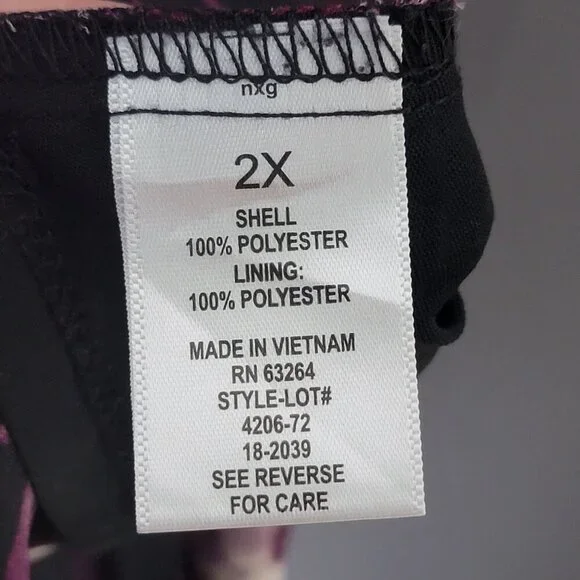 nxg
2X
SHELL
100% POLYESTER
LINING:
100% POLYESTER
MADE IN VIETNAM
RN 63264
STYLE-LOT#
4206-72
18-2039
SEE REVERSE
FOR CARE